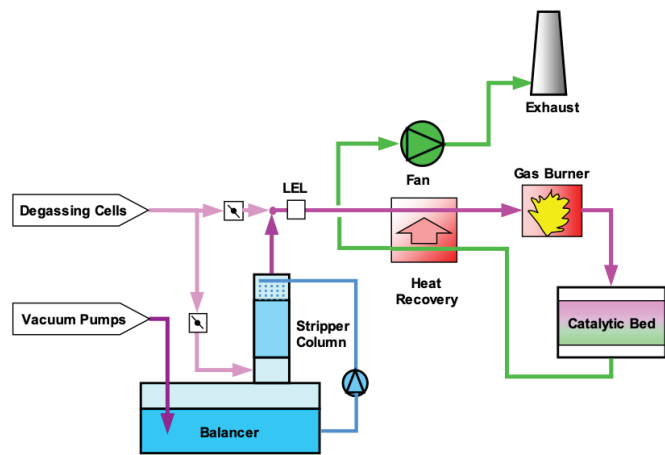 Exhaust
Fan
Gas Burner
LEL
Degassing Cells
Heat
Recovery
Catalytic Bed
Vacuum Pumps
Stripper
Column
Balancer